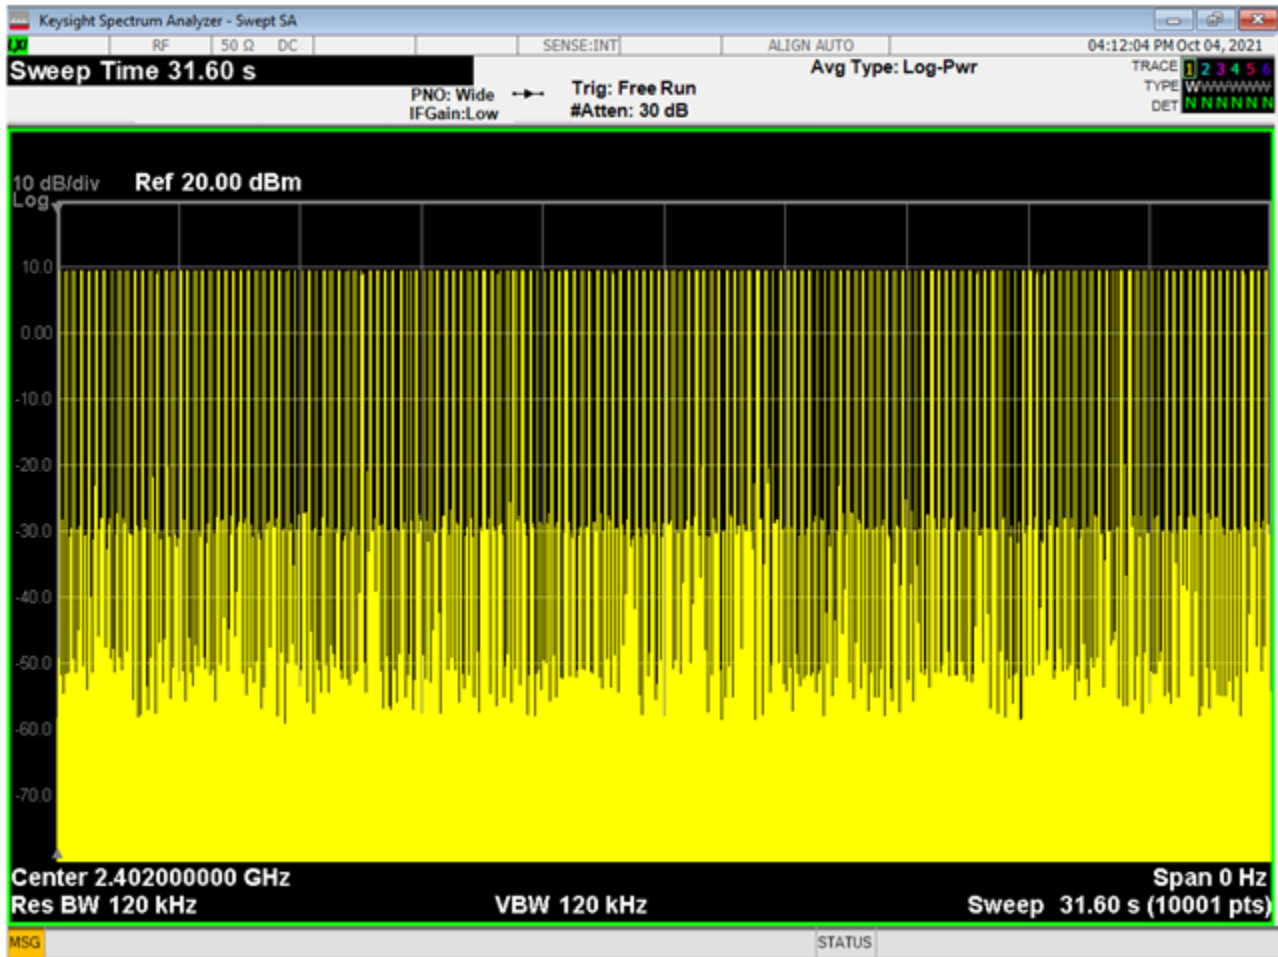 Keysight Spectrum Analyzer - Swept SA
LXI RF 50 Ω DC SENSE:INT ALIGN AUTO 04:12:04 PM Oct 04, 2021
Sweep Time 31.60 s
Avg Type: Log-Pwr
TRACE 1 2 3 4 5 6
PNO: Wide
Trig: Free Run
TYPE W
IFGain:Low
#Atten: 30 dB
DET N N N N N N
10 dB/div Ref 20.00 dBm
Log
10.0
0.00
-10.0
-20.0
-30.0
-40.0
-50.0
-60.0
-70.0
Center 2.402000000 GHz Span 0 Hz
Res BW 120 kHz VBW 120 kHz Sweep 31.60 s (10001 pts)
MSG STATUS